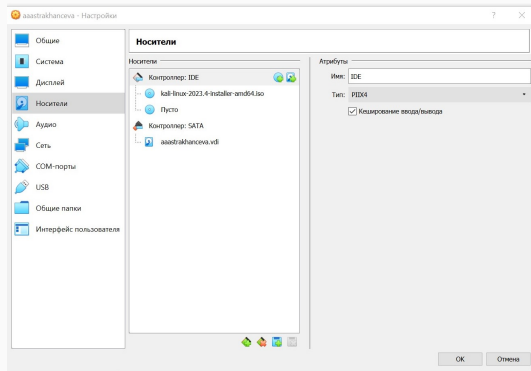 aaastrakhanceva - Настройки
?
Общие
Система
Дисплей
Носители
Аудио
Сеть
COM-порты
USB
Общие папки
Интерфейс пользователя
Носители
Носители
Контроллер: IDE
kali-linux-2023.4-installer-amd64.iso
Пусто
Контроллер: SATA
aaastrakhanceva.vdi
Атрибуты
Имя: IDE
Тип: PIIX4
Кеширование ввода/вывода
OK Отмена